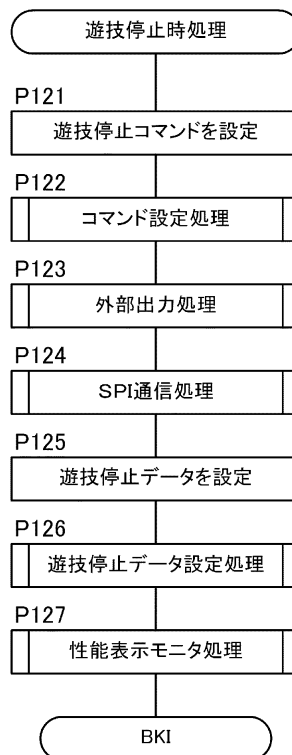 遊技停止時処理
P121
遊技停止コマンドを設定
P122
コマンド設定処理
P123
外部出力処理
P124
SPI通信処理
P125
遊技停止データを設定
P126
遊技停止データ設定処理
P127
性能表示モニタ処理
BKI